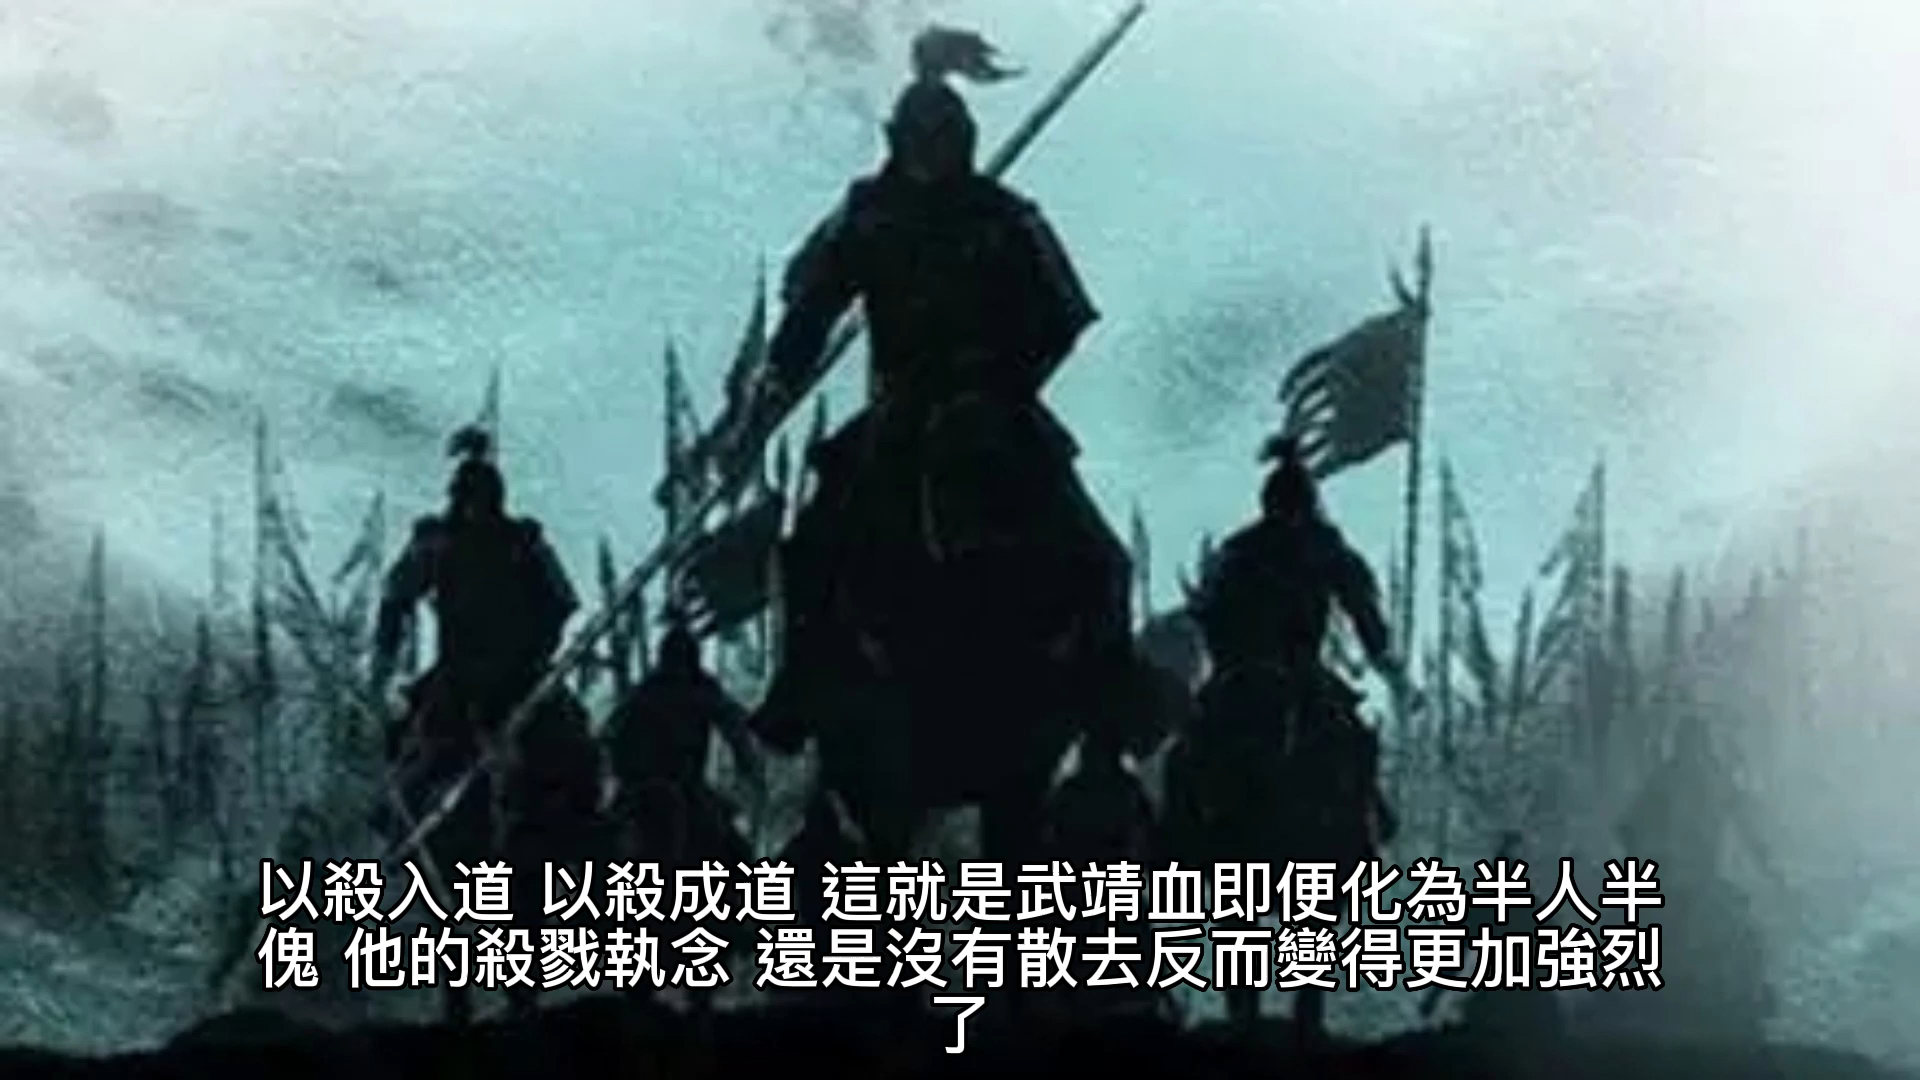 以殺入道 以殺成道 這就是武靖血即便化為半人半
傀 他的殺戮執念 還是沒有散去反而變得更加強烈
了